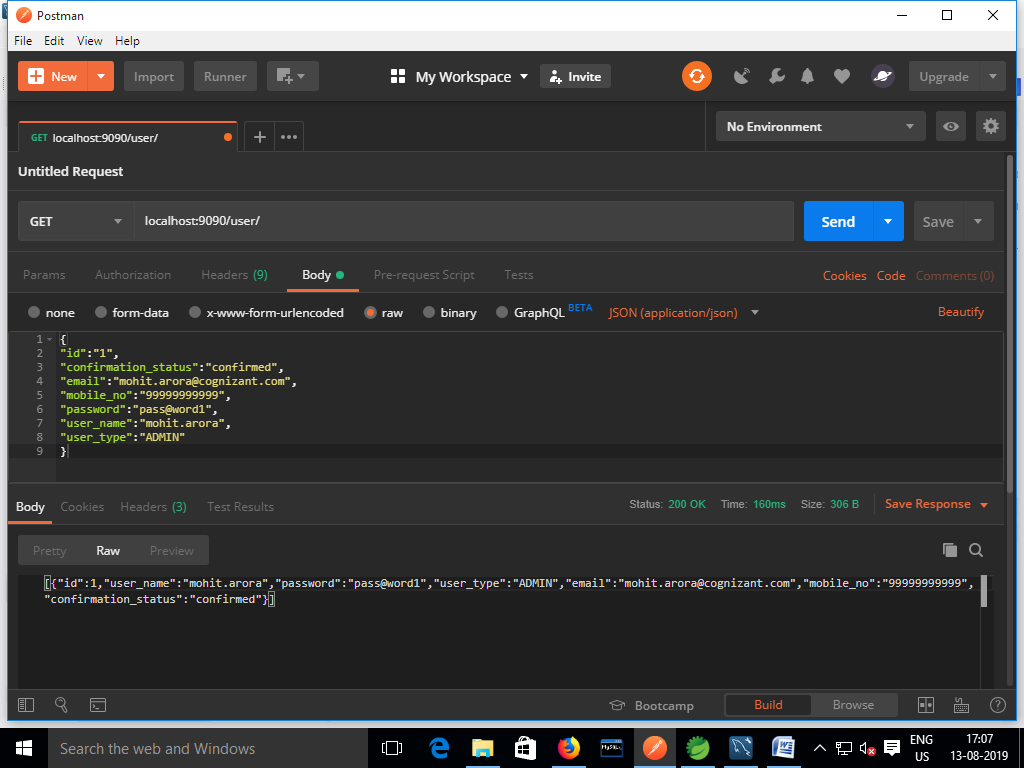 Postman
File Edit View Help
New Import Runner My Workspace Invite Upgrade
GET localhost:9090/user/ No Environment
Untitled Request
GET localhost:9090/user/ Send Save
Params Authorization Headers (9) Body Pre-request Script Tests Cookies Code Comments (0)
none form-data x-www-form-urlencoded raw binary GraphQL BETA JSON (application/json) Beautify
1 {
2 "id":"1",
3 "confirmation_status":"confirmed",
4 "email":"mohit.arora@cognizant.com",
5 "mobile_no":"99999999999",
6 "password":"pass@word1",
7 "user_name":"mohit.arora",
8 "user_type":"ADMIN"
9 }
Body Cookies Headers (3) Test Results Status: 200 OK Time: 160ms Size: 306 B Save Response
Pretty Raw Preview
[{"id":1,"user_name":"mohit.arora","password":"pass@word1","user_type":"ADMIN","email":"mohit.arora@cognizant.com","mobile_no":"99999999999",
"confirmation_status":"confirmed"}]
Bootcamp Build Browse
Search the web and Windows MySQL ENG 17:07
US 13-08-2019